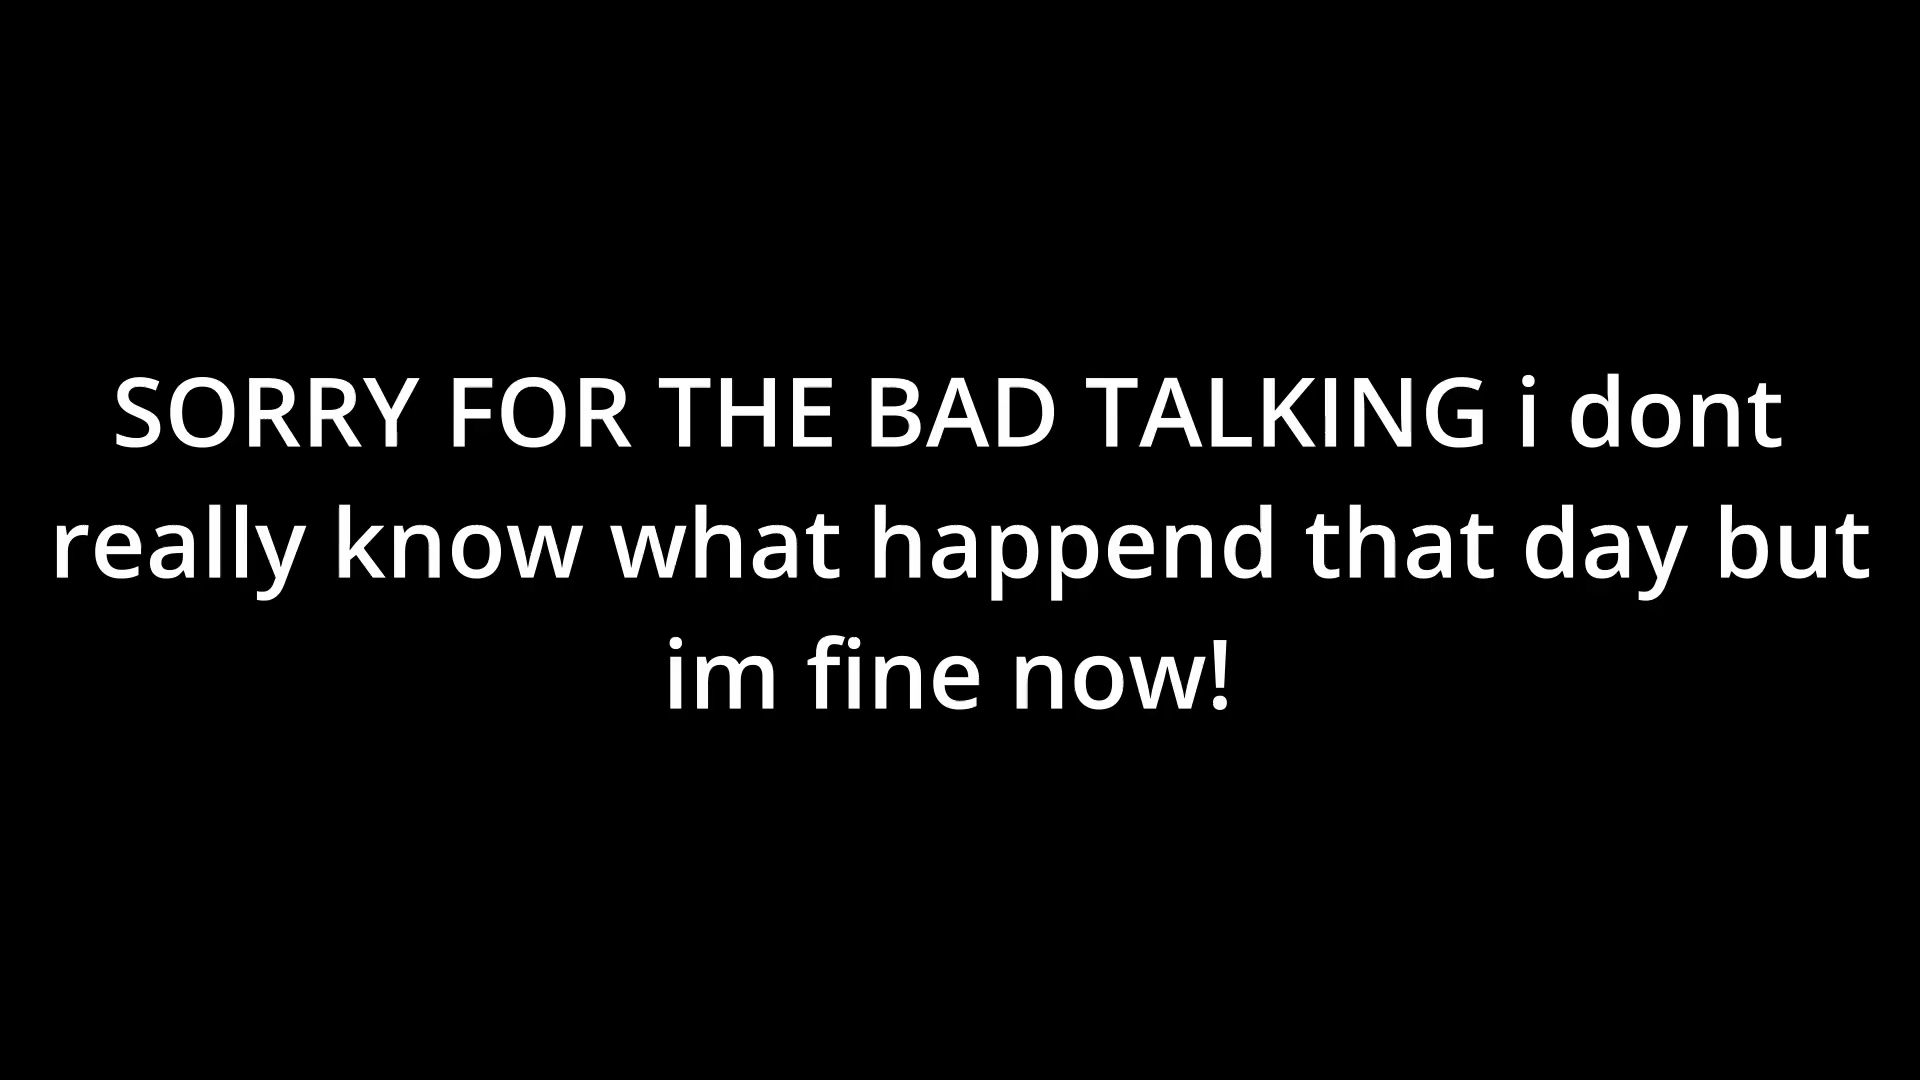 SORRY FOR THE BAD TALKING i dont
really know what happend that day but
im fine now!